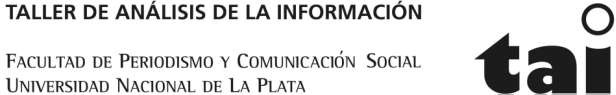 TALLER DE ANÁLISIS DE LA INFORMACIÓN
FACULTAD DE PERIODISMO Y COMUNICACIÓN SOCIAL
UNIVERSIDAD NACIONAL DE LA PLATA
tai